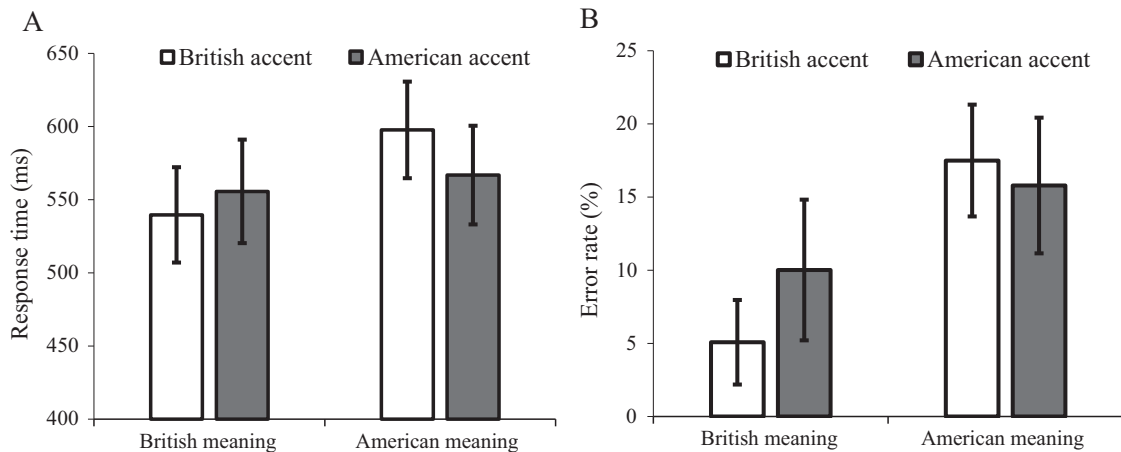 A
650
600
550
500
450
400
Response time (ms)
British accent
American accent
British meaning
American meaning
B
25
20
15
10
5
0
Error rate (%)
British accent
American accent
British meaning
American meaning